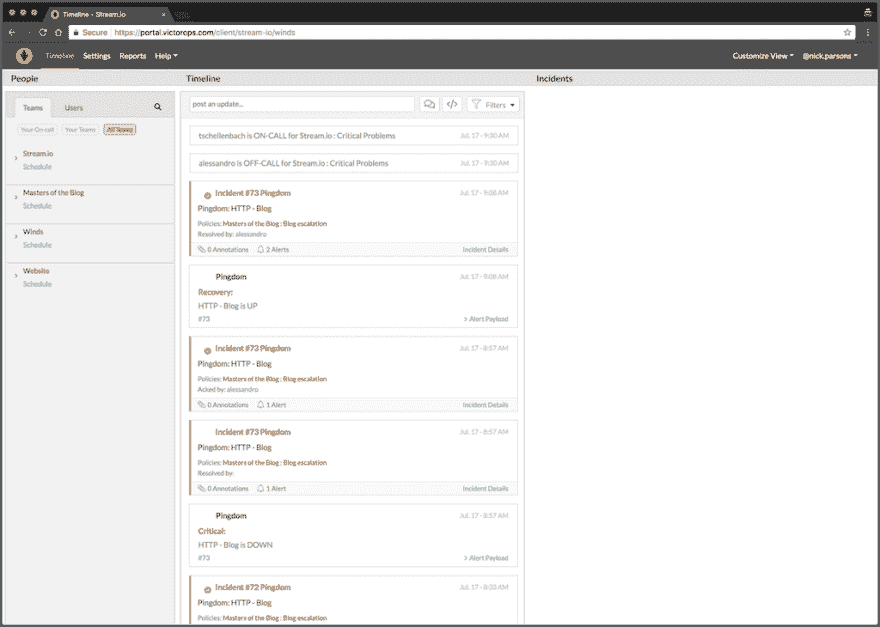 Timeline - Stream.io
Secure https://portal.victorops.com/client/stream-io/winds
Timeline Settings Reports Help Customize View @nick.parsons
People Timeline Incidents
Teams Users
Your On-call Your Teams All Teams
Stream.io
Schedule
Masters of the Blog
Schedule
Winds
Schedule
Website
Schedule
post an update... Filters
tschellenbach is ON-CALL for Stream.io : Critical Problems Jul. 17 - 9:30 AM
alessandro is OFF-CALL for Stream.io : Critical Problems Jul. 17 - 9:30 AM
Incident #73 Pingdom Jul. 17 - 9:08 AM
Pingdom: HTTP - Blog
Policies: Masters of the Blog : Blog escalation
Resolved by: alessandro
0 Annotations 2 Alerts Incident Details
Pingdom Jul. 17 - 9:08 AM
Recovery:
HTTP - Blog is UP
#73 > Alert Payload
Incident #73 Pingdom Jul. 17 - 8:57 AM
Pingdom: HTTP - Blog
Policies: Masters of the Blog : Blog escalation
Acked by: alessandro
0 Annotations 1 Alert Incident Details
Incident #73 Pingdom Jul. 17 - 8:57 AM
Pingdom: HTTP - Blog
Policies: Masters of the Blog : Blog escalation
Resolved by:
0 Annotations 1 Alert Incident Details
Pingdom Jul. 17 - 8:57 AM
Critical:
HTTP - Blog is DOWN
#73 > Alert Payload
Incident #72 Pingdom Jul. 17 - 8:33 AM
Pingdom: HTTP - Blog
Policies: Masters of the Blog : Blog escalation